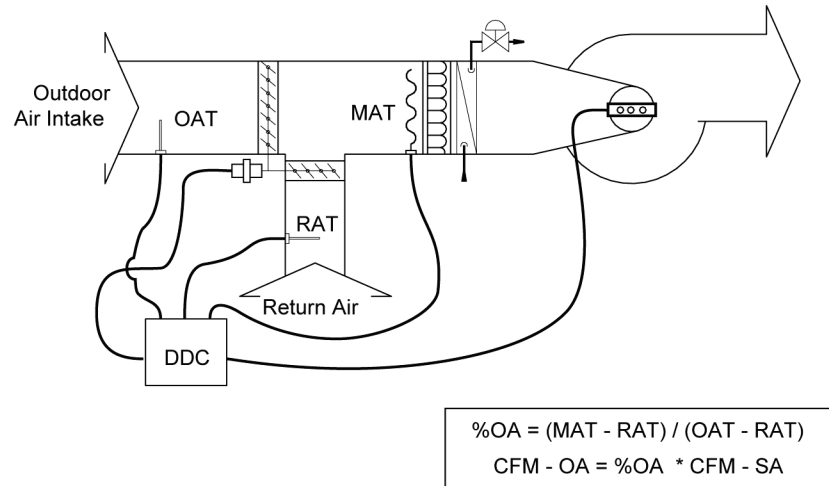 Outdoor
Air Intake
OAT
MAT
RAT
Return Air
DDC
%OA = (MAT - RAT) / (OAT - RAT)
CFM - OA = %OA * CFM - SA